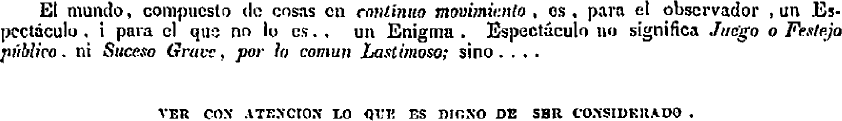 El mundo, compuesto de cosas en continuo movimiento, es, para el observador, un Es-
pectáculo, i para el que no lo es.. un Enigma. Espectáculo no significa Juego o Festejo
público. ni Suceso Grave, por lo comun Lastimoso; sino....
VER CON ATENCION LO QUE ES DIGNO DE SER CONSIDERADO.